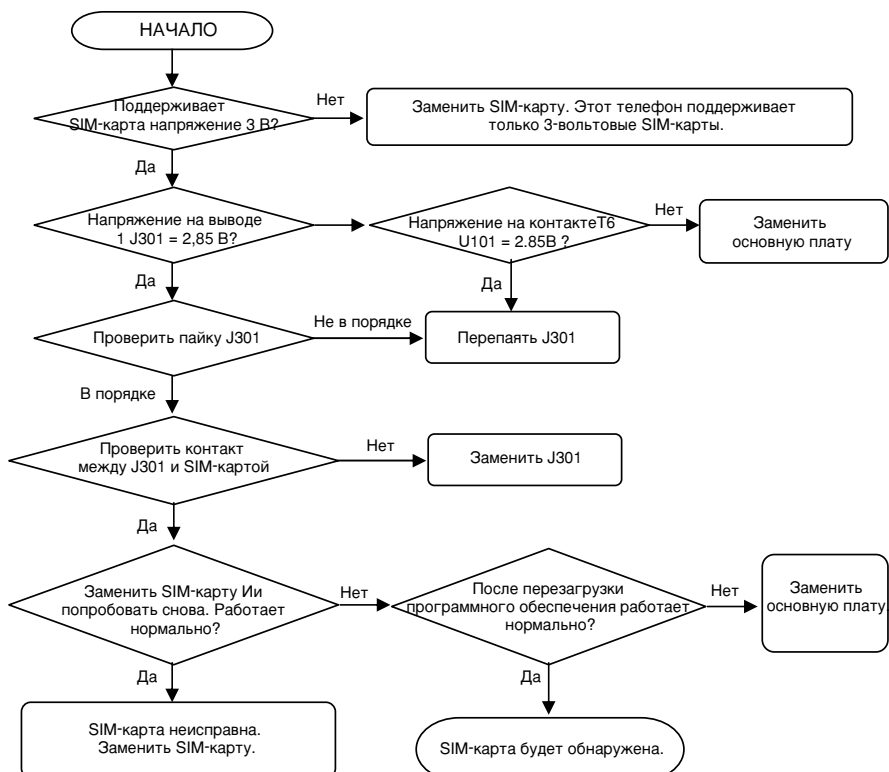 НАЧАЛО
Поддерживает
SIM-карта напряжение 3 В?
Нет
Заменить SIM-карту. Этот телефон поддерживает
только 3-вольтовые SIM-карты.
Да
Напряжение на выводе
1 J301 = 2,85 В?
Напряжение на контактеT6
U101 = 2.85В ?
Нет
Заменить
основную плату
Да
Да
Проверить пайку J301
Не в порядке
Перепаять J301
В порядке
Проверить контакт
между J301 и SIM-картой
Нет
Заменить J301
Да
Заменить SIM-карту Ии
попробовать снова. Работает
нормально?
Нет
После перезагрузки
программного обеспечения работает
нормально?
Нет
Заменить
основную плату.
Да
Да
SIM-карта неисправна.
Заменить SIM-карту.
SIM-карта будет обнаружена.